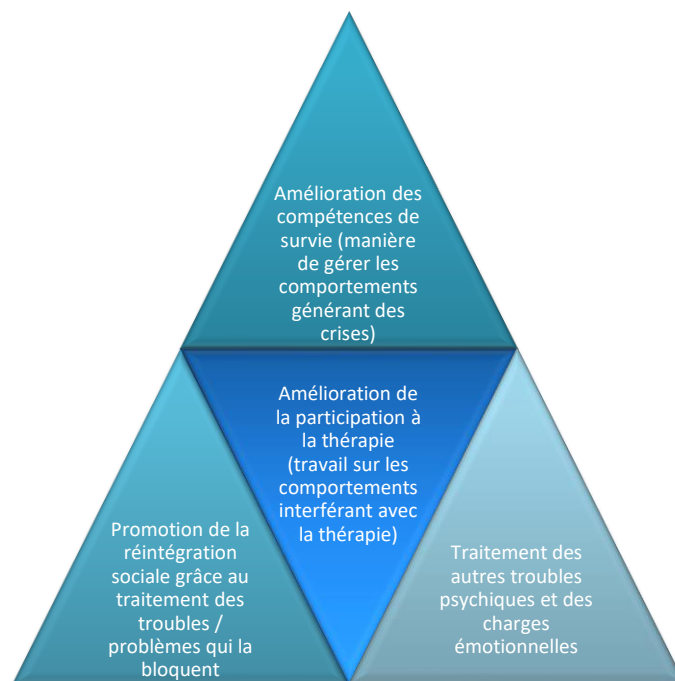 Amélioration des
compétences de
survie (manière
de gérer les
comportements
générant des
crises)
Amélioration de
la participation à
la thérapie
(travail sur les
comportements
interférant avec
la thérapie)
Promotion de la
réintégration
sociale grâce au
traitement des
troubles /
problèmes qui la
bloquent
Traitement des
autres troubles
psychiques et des
charges
émotionnelles